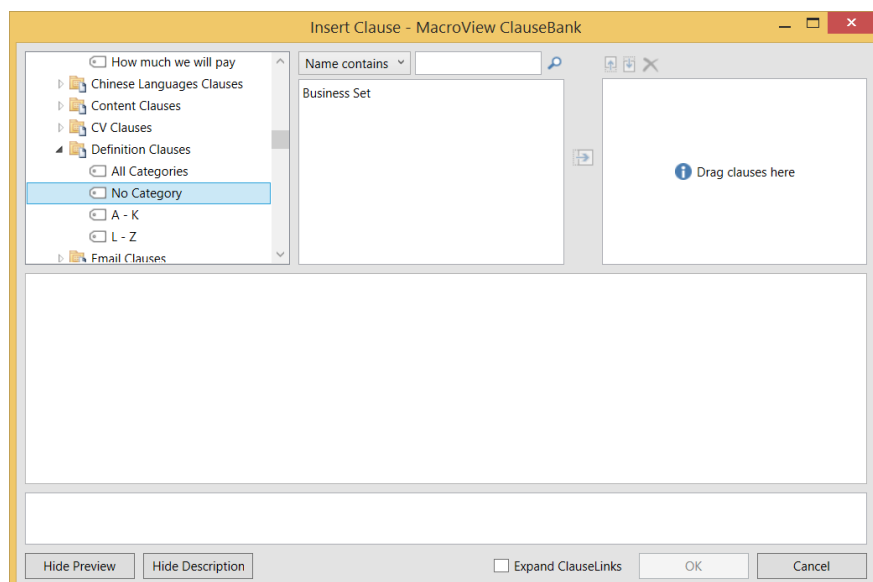 Insert Clause - MacroView ClauseBank
How much we will pay
Chinese Languages Clauses
Content Clauses
CV Clauses
Definition Clauses
All Categories
No Category
A - K
L - Z
Email Clauses
Name contains
Business Set
Drag clauses here
Hide Preview
Hide Description
Expand ClauseLinks
OK
Cancel